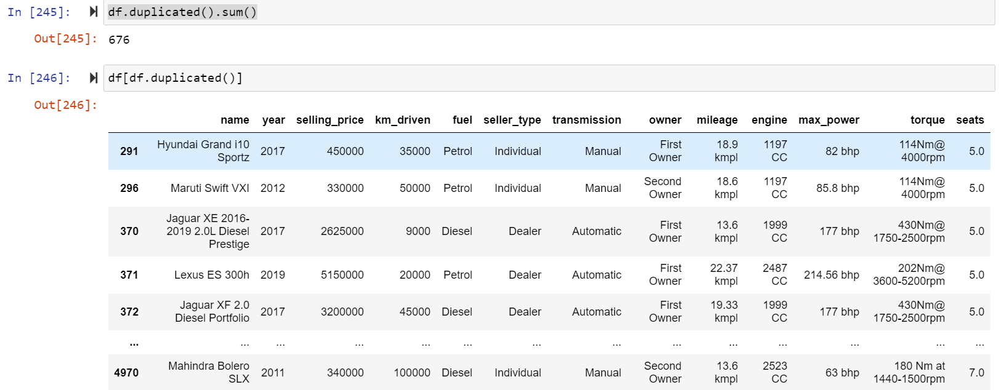 In [245]: df.duplicated().sum()
Out[245]: 676
In [246]: df[df.duplicated()]
Out[246]:
name year selling_price km_driven fuel seller_type transmission owner mileage engine max_power torque seats
291 Hyundai Grand i10 Sportz 2017 450000 35000 Petrol Individual Manual First Owner 18.9 kmpl 1197 CC 82 bhp 114Nm@ 4000rpm 5.0
296 Maruti Swift VXI 2012 330000 50000 Petrol Individual Manual Second Owner 18.6 kmpl 1197 CC 85.8 bhp 114Nm@ 4000rpm 5.0
370 Jaguar XE 2016-2019 2.0L Diesel Prestige 2017 2625000 9000 Diesel Dealer Automatic First Owner 13.6 kmpl 1999 CC 177 bhp 430Nm@ 1750-2500rpm 5.0
371 Lexus ES 300h 2019 5150000 20000 Petrol Dealer Automatic First Owner 22.37 kmpl 2487 CC 214.56 bhp 202Nm@ 3600-5200rpm 5.0
372 Jaguar XF 2.0 Diesel Portfolio 2017 3200000 45000 Diesel Dealer Automatic First Owner 19.33 kmpl 1999 CC 177 bhp 430Nm@ 1750-2500rpm 5.0
... ... ... ... ... ... ... ... ... ... ... ... ... ...
4970 Mahindra Bolero SLX 2011 340000 100000 Diesel Individual Manual Second Owner 13.6 kmpl 2523 CC 63 bhp 180 Nm at 1440-1500rpm 7.0